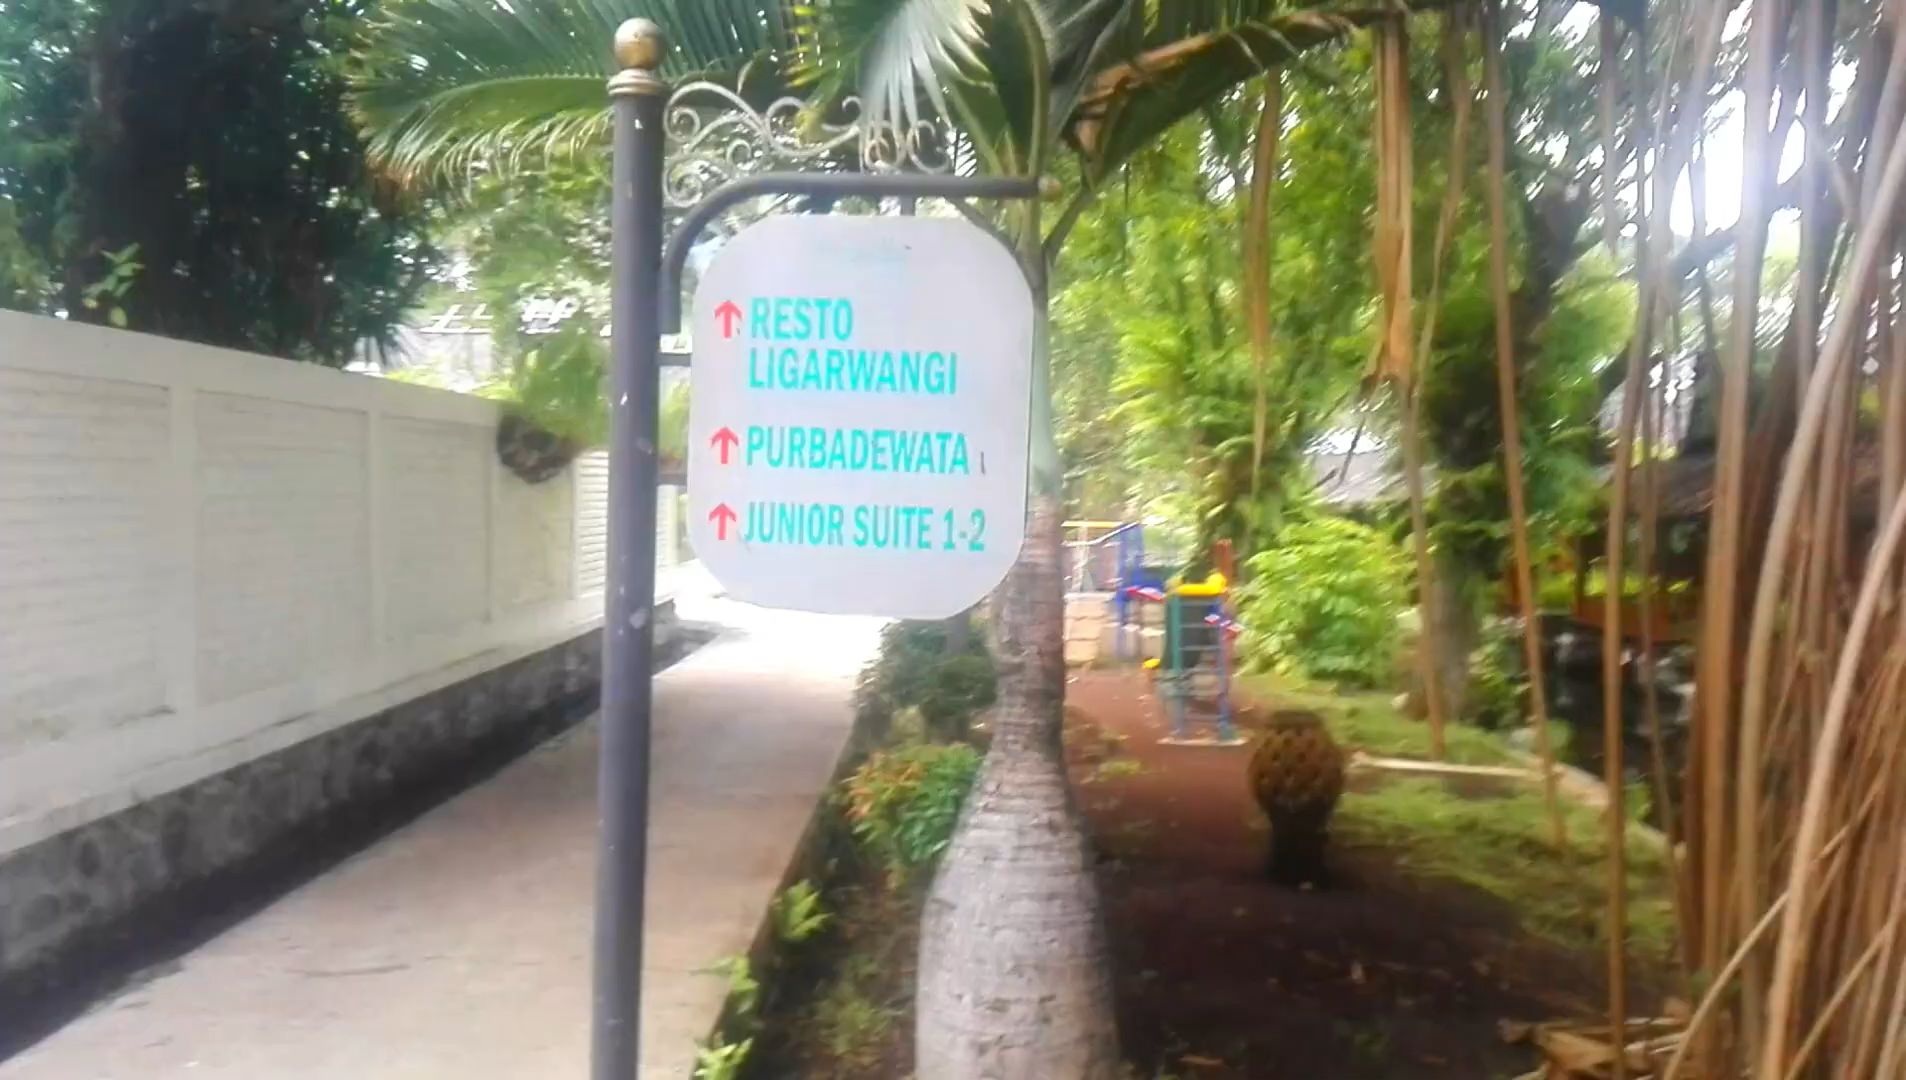 RESTO
LIGARWANGI
PURBADEWATA
JUNIOR SUITE 1-2